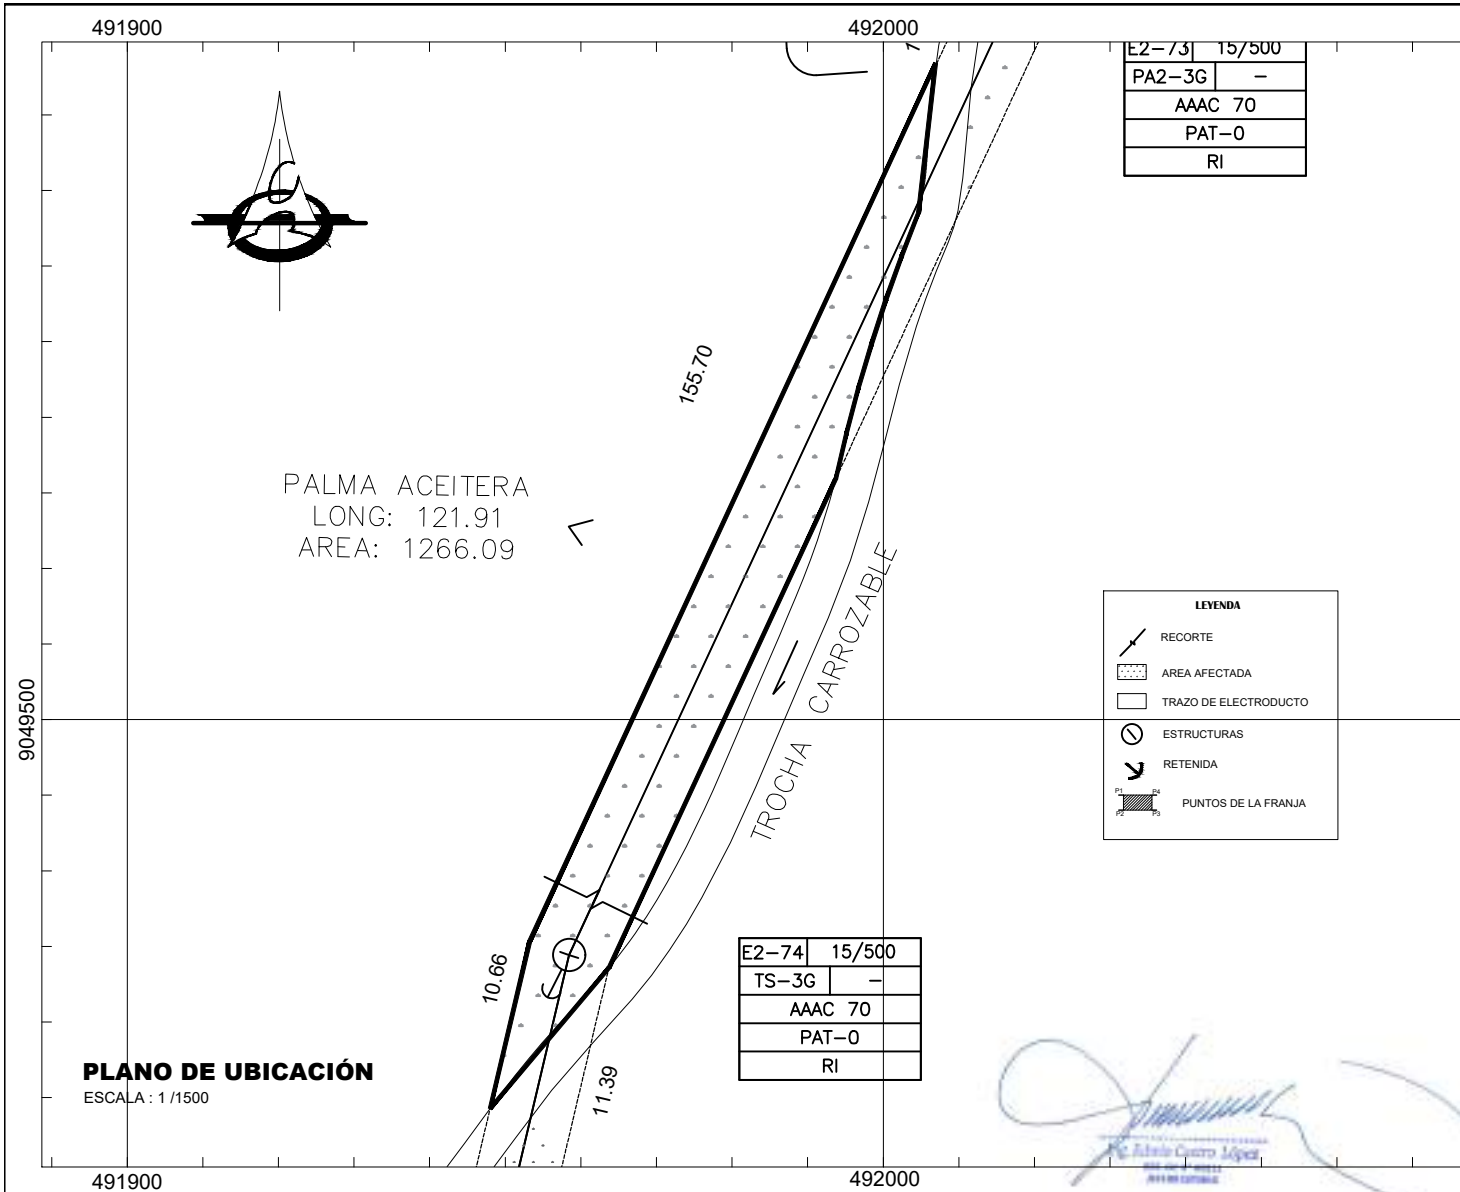 491900
492000
E2-73 15/500
PA2-3G -
AAAC 70
PAT-0
RI
155.70
PALMA ACEITERA
LONG: 121.91
AREA: 1266.09
TROCHA CARROZABLE
LEYENDA
RECORTE
AREA AFECTADA
TRAZO DE ELECTRODUCTO
ESTRUCTURAS
RETENIDA
P1 P4
PUNTOS DE LA FRANJA
P2 P3
9049500
10.66
E2-74 15/500
TS-3G -
AAAC 70
PAT-0
RI
11.39
PLANO DE UBICACIÓN
ESCALA : 1 /1500
Castro López
491900
492000